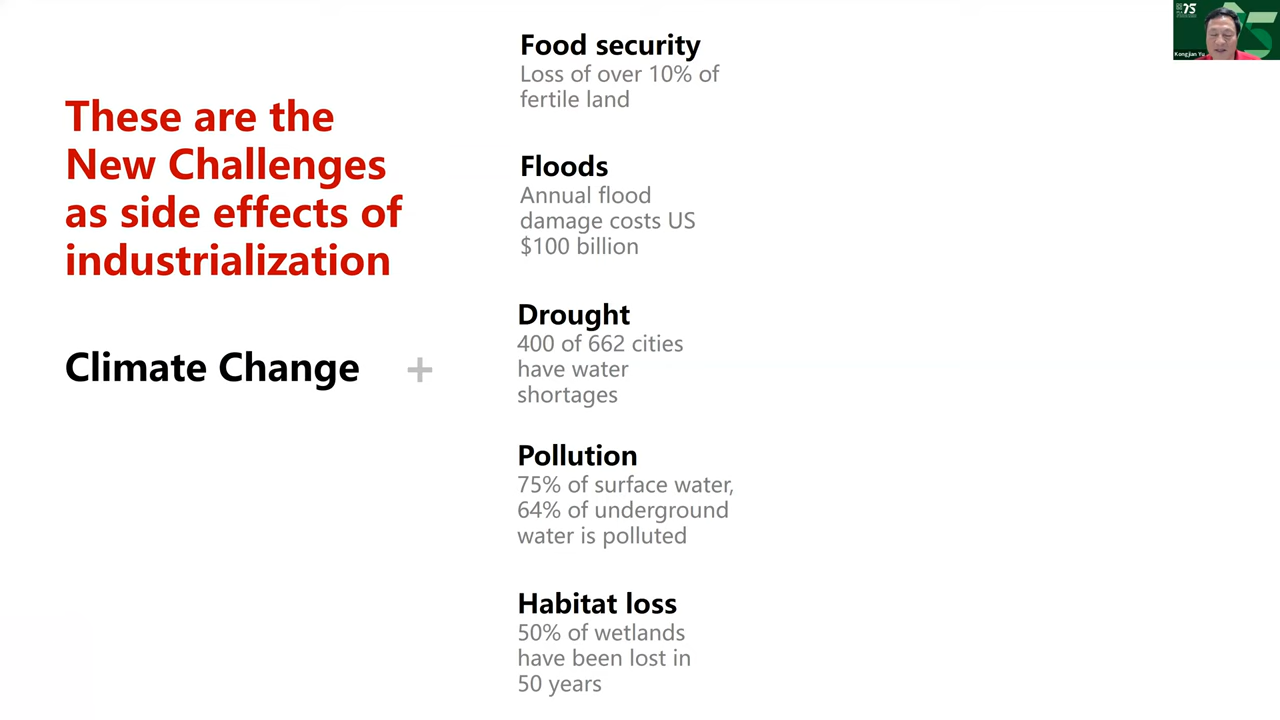 These are the
New Challenges
as side effects of
industrialization
Climate Change +
Food security
Loss of over 10% of
fertile land
Floods
Annual flood
damage costs US
$100 billion
Drought
400 of 662 cities
have water
shortages
Pollution
75% of surface water,
64% of underground
water is polluted
Habitat loss
50% of wetlands
have been lost in
50 years
75
Kongjian Yu